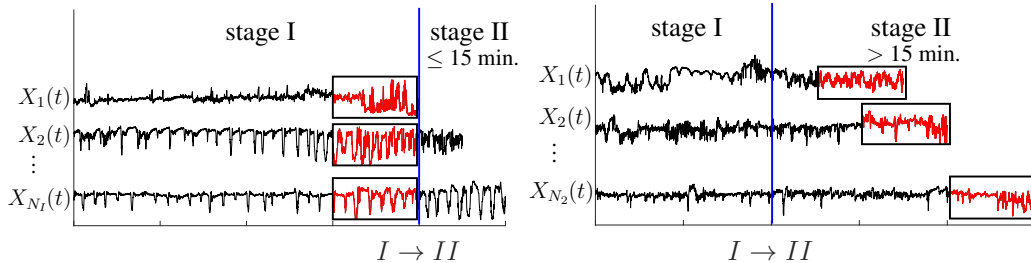 stage I
stage II
≤ 15 min.
X_1(t)
X_2(t)
⋮
X_{N_I}(t)
I → II
stage I
stage II
> 15 min.
X_1(t)
X_2(t)
⋮
X_{N_2}(t)
I → II